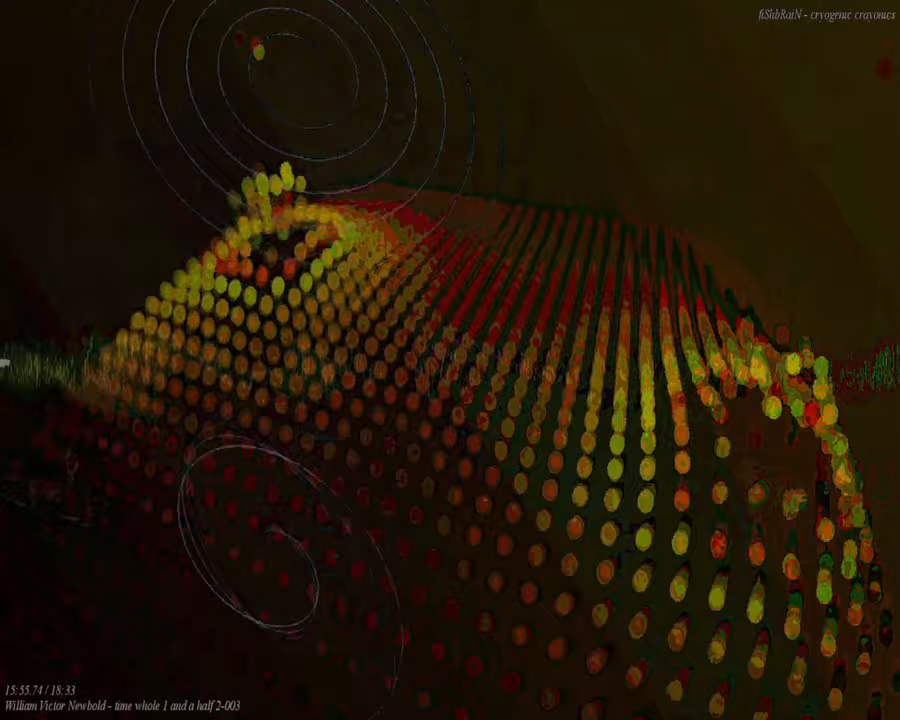 fiShbRaiN - cryogenic crayonics
15:55.74 / 18:33
William Victor Newbold - time whole 1 and a half 2-003